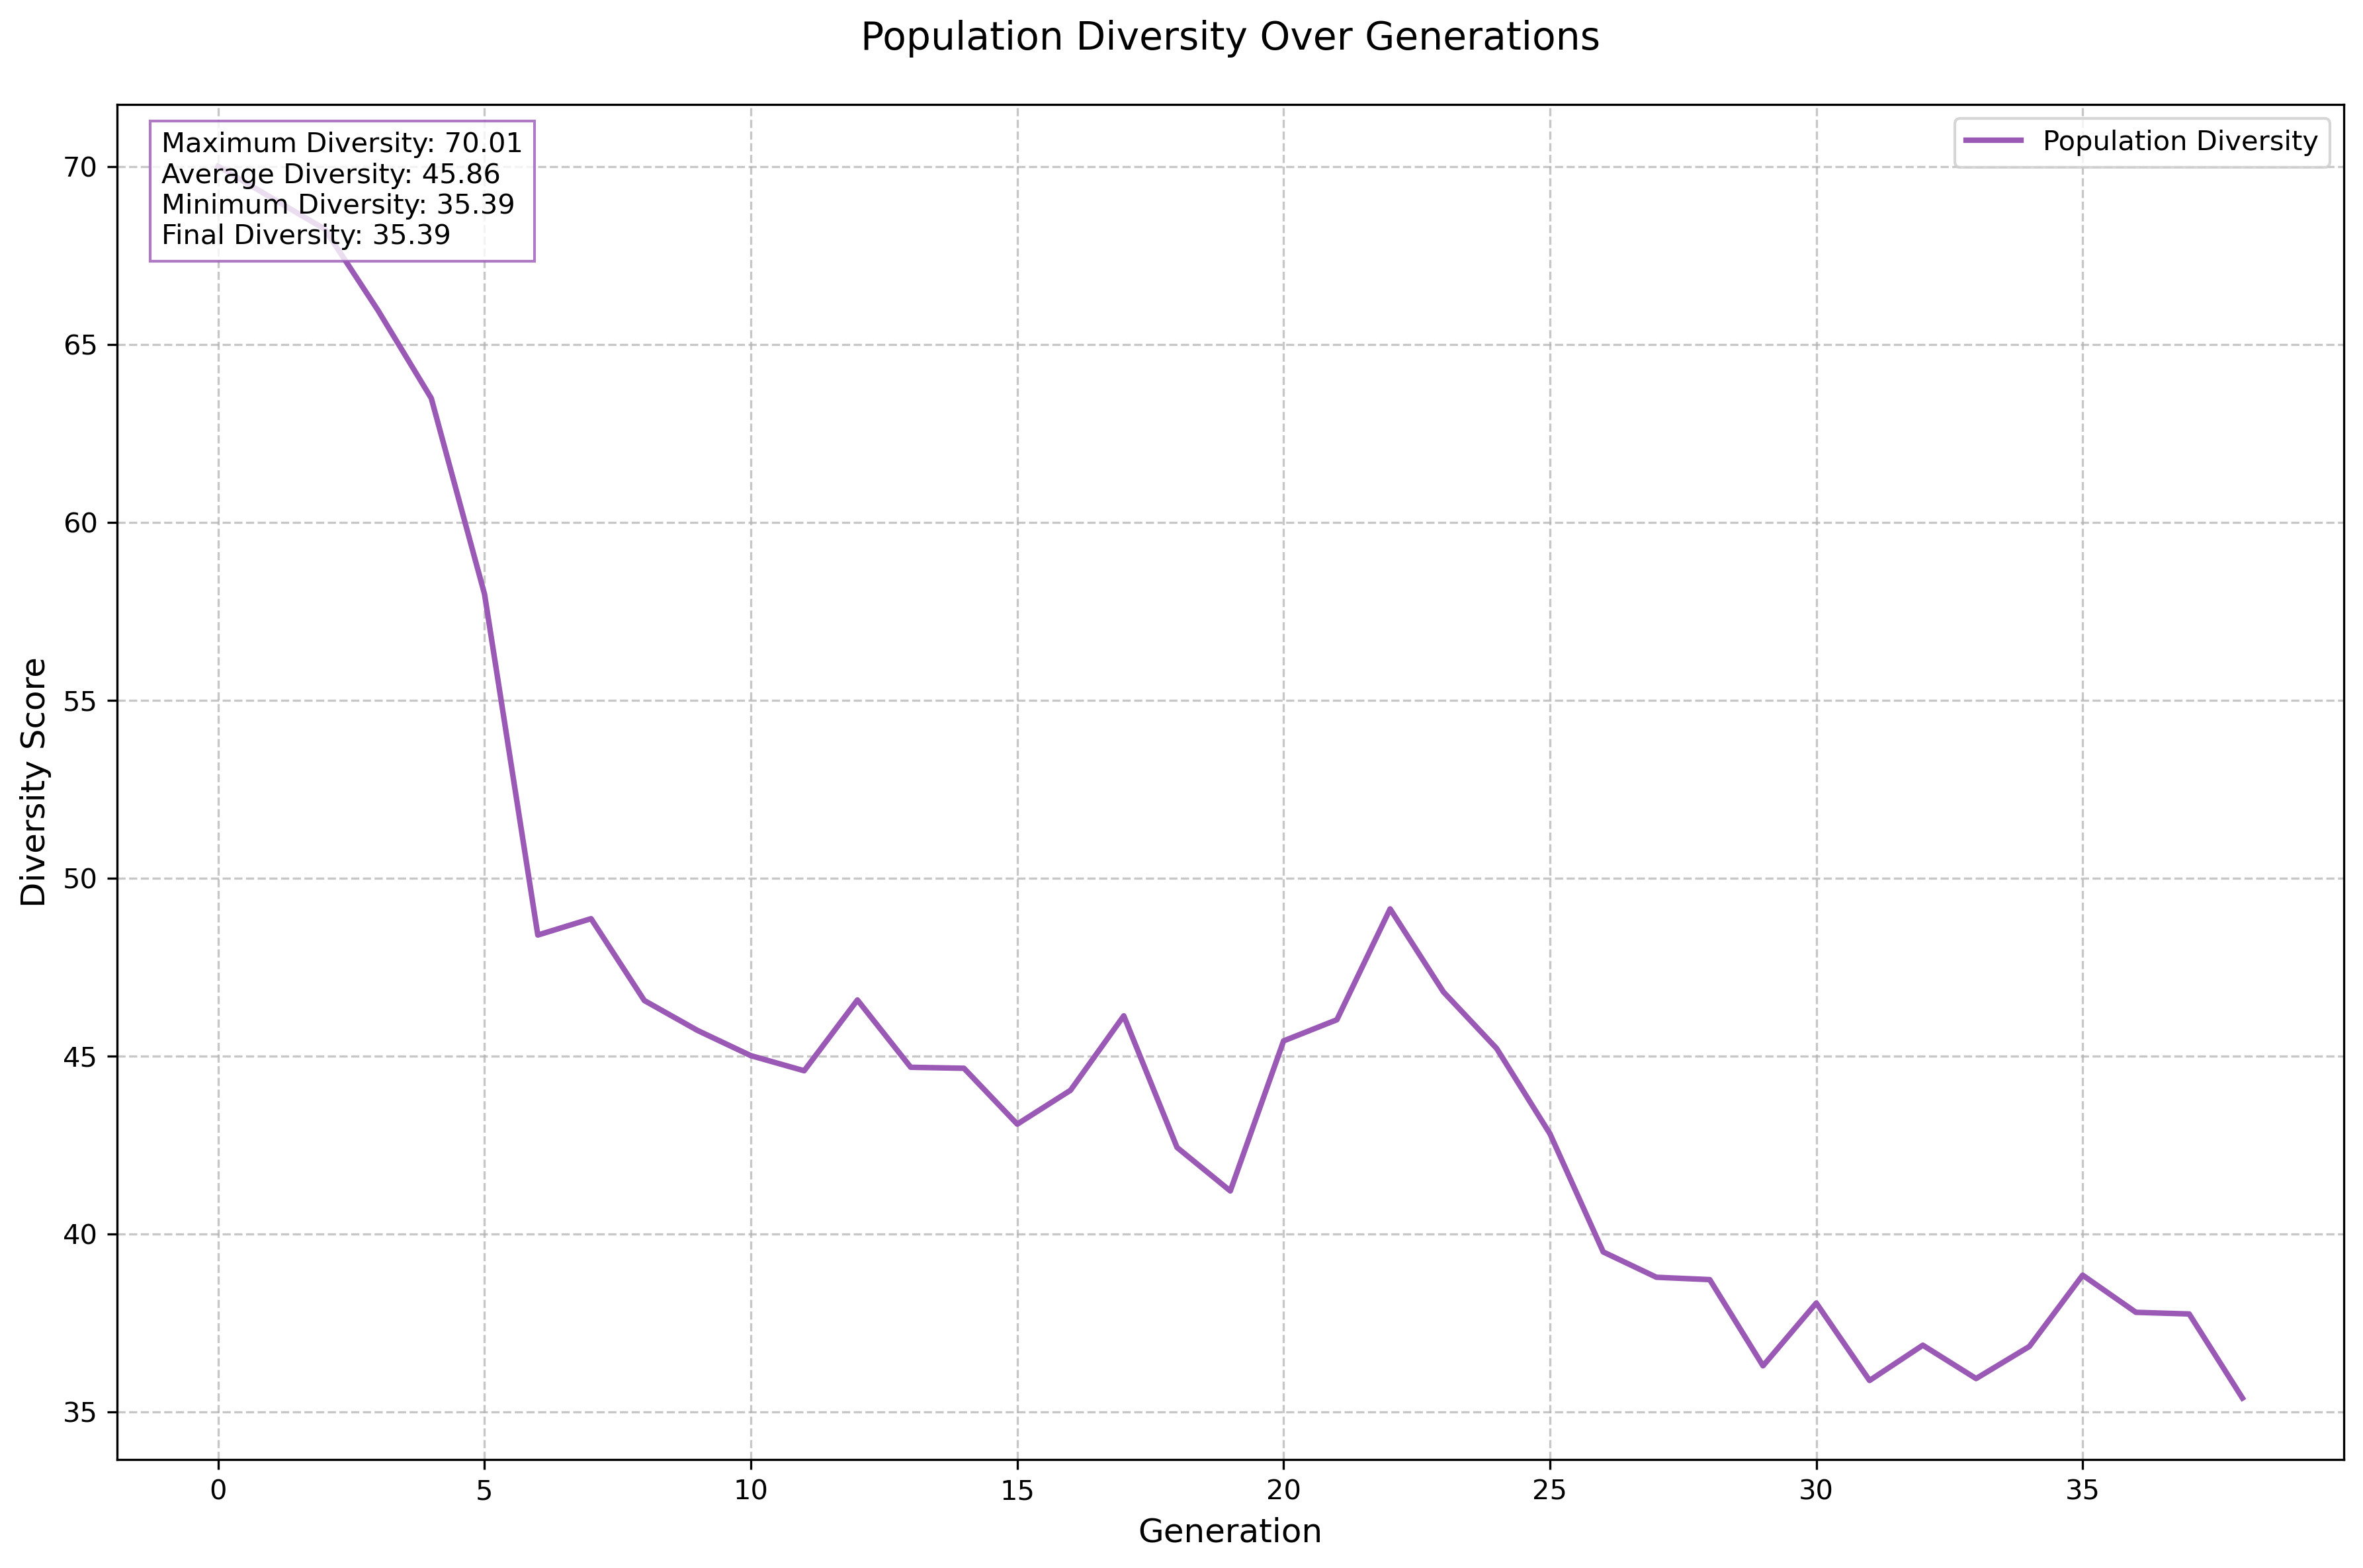 Population Diversity Over Generations
Maximum Diversity: 70.01
Average Diversity: 45.86
Minimum Diversity: 35.39
Final Diversity: 35.39
Population Diversity
Diversity Score
70
65
60
55
50
45
40
35
0 5 10 15 20 25 30 35
Generation